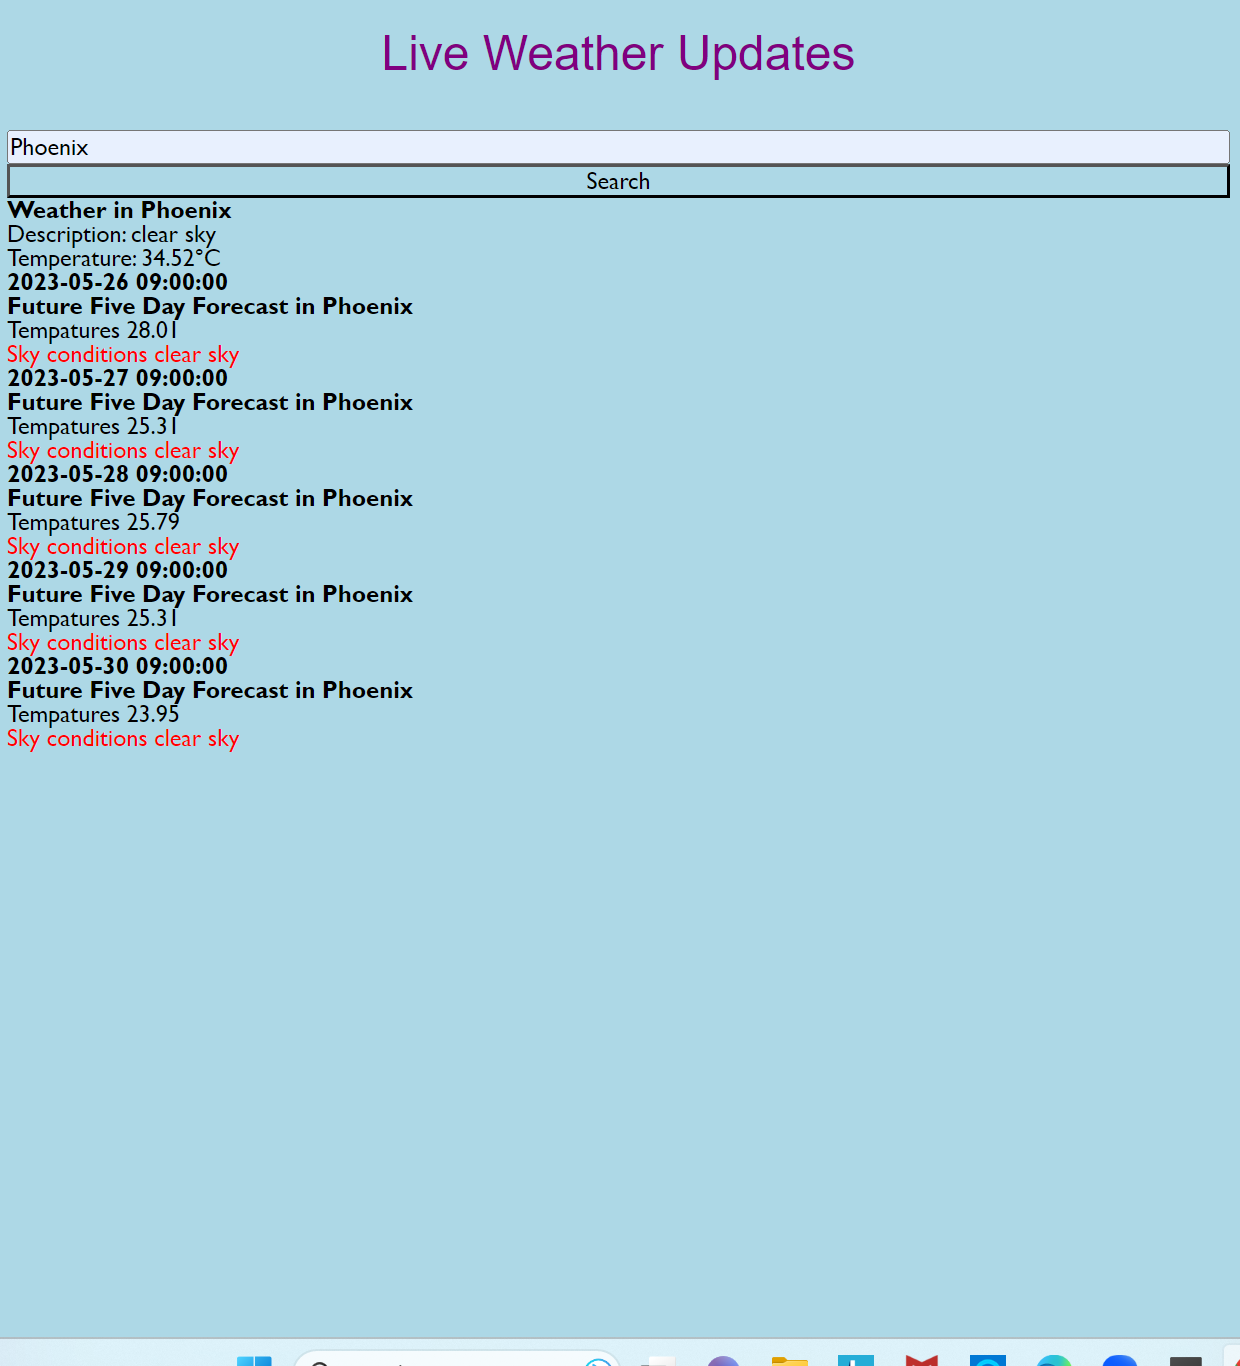 Live Weather Updates
Phoenix
Search
Weather in Phoenix
Description: clear sky
Temperature: 34.52°C
2023-05-26 09:00:00
Future Five Day Forecast in Phoenix
Tempatures 28.01
Sky conditions clear sky
2023-05-27 09:00:00
Future Five Day Forecast in Phoenix
Tempatures 25.31
Sky conditions clear sky
2023-05-28 09:00:00
Future Five Day Forecast in Phoenix
Tempatures 25.79
Sky conditions clear sky
2023-05-29 09:00:00
Future Five Day Forecast in Phoenix
Tempatures 25.31
Sky conditions clear sky
2023-05-30 09:00:00
Future Five Day Forecast in Phoenix
Tempatures 23.95
Sky conditions clear sky